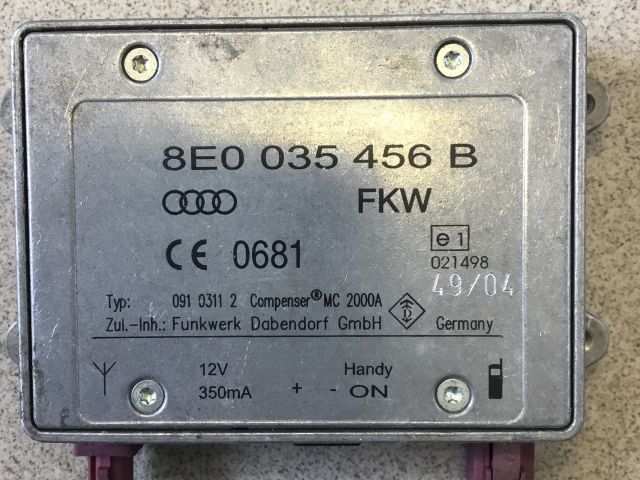 8E0 035 456 B
FKW
CE 0681
e1
021498
49/04
Typ: 091 0311 2 Compenser® MC 2000A
Zul.-Inh.: Funkwerk Dabendorf GmbH Germany
12V Handy
350mA + - ON